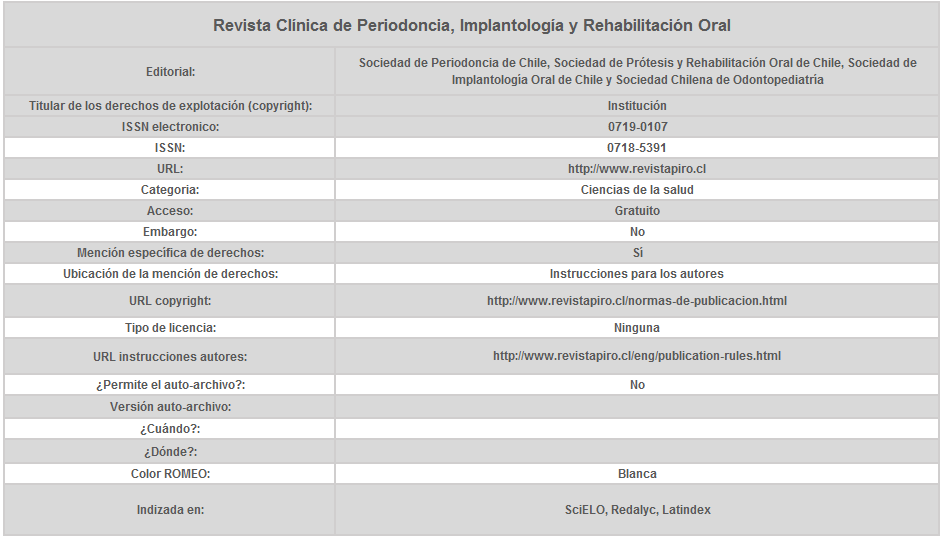 Revista Clínica de Periodoncia, Implantología y Rehabilitación Oral
Editorial:
Sociedad de Periodoncia de Chile, Sociedad de Prótesis y Rehabilitación Oral de Chile, Sociedad de
Implantología Oral de Chile y Sociedad Chilena de Odontopediatría
Titular de los derechos de explotación (copyright): Institución
ISSN electronico: 0719-0107
ISSN: 0718-5391
URL: http://www.revistapiro.cl
Categoria: Ciencias de la salud
Acceso: Gratuito
Embargo: No
Mención específica de derechos: Sí
Ubicación de la mención de derechos: Instrucciones para los autores
URL copyright: http://www.revistapiro.cl/normas-de-publicacion.html
Tipo de licencia: Ninguna
URL instrucciones autores: http://www.revistapiro.cl/eng/publication-rules.html
¿Permite el auto-archivo?: No
Versión auto-archivo:
¿Cuándo?:
¿Dónde?:
Color ROMEO: Blanca
Indizada en: SciELO, Redalyc, Latindex